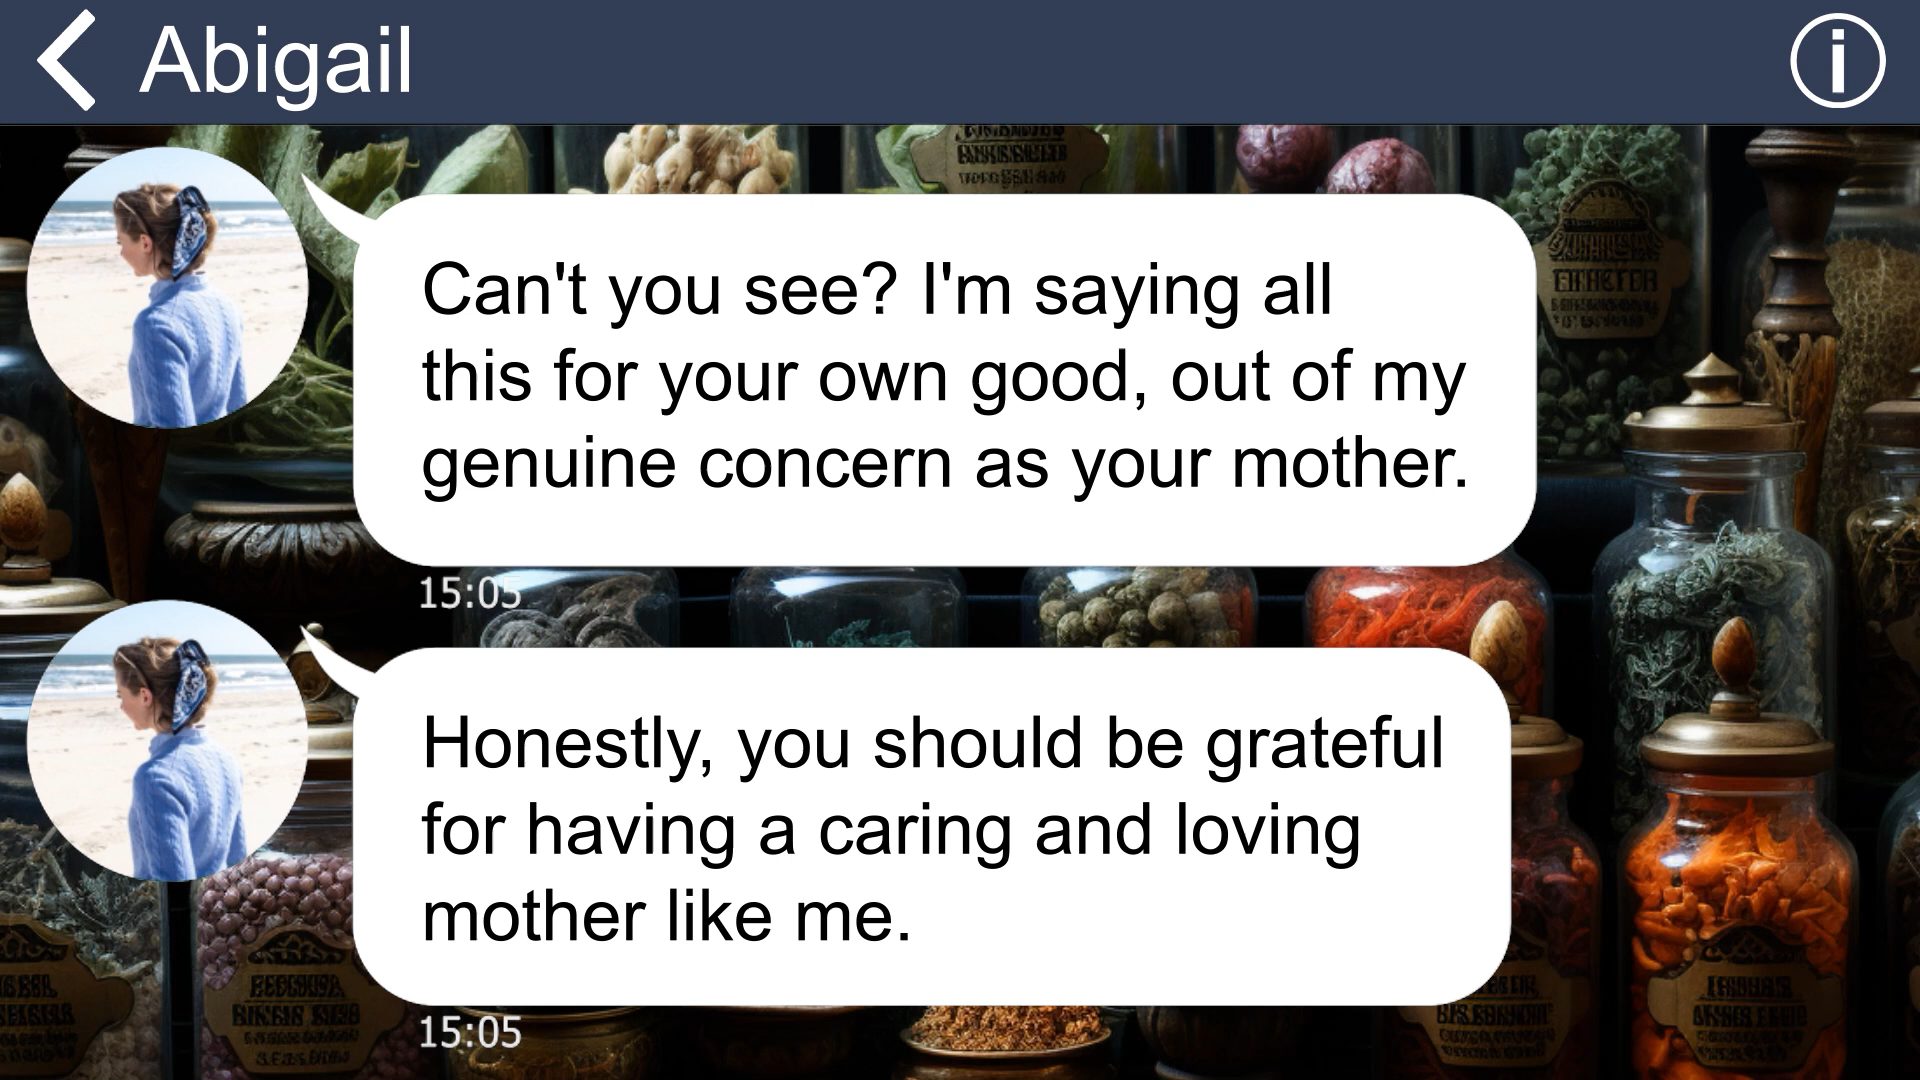 Abigail
Can't you see? I'm saying all
this for your own good, out of my
genuine concern as your mother.
15:05
Honestly, you should be grateful
for having a caring and loving
mother like me.
15:05